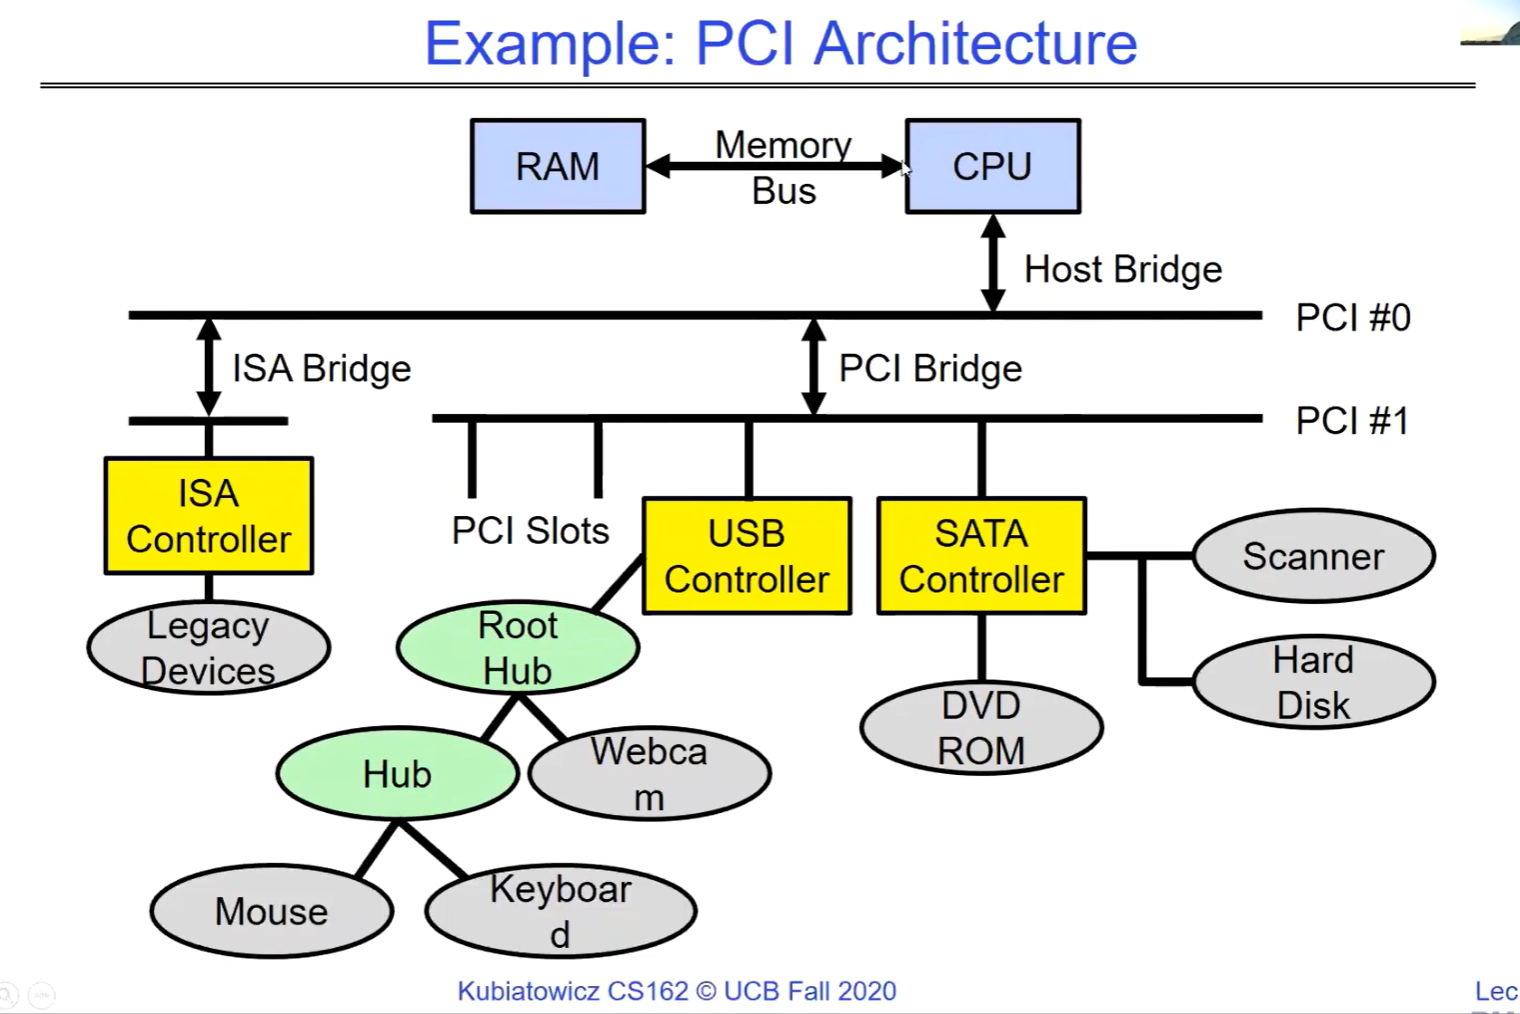 Example: PCI Architecture
RAM
Memory
Bus
CPU
Host Bridge
PCI #0
ISA Bridge
PCI Bridge
PCI #1
ISA
Controller
PCI Slots
USB
Controller
SATA
Controller
Scanner
Legacy
Devices
Root
Hub
Hard
Disk
DVD
ROM
Hub
Webca
m
Mouse
Keyboar
d
Kubiatowicz CS162 © UCB Fall 2020
Lec